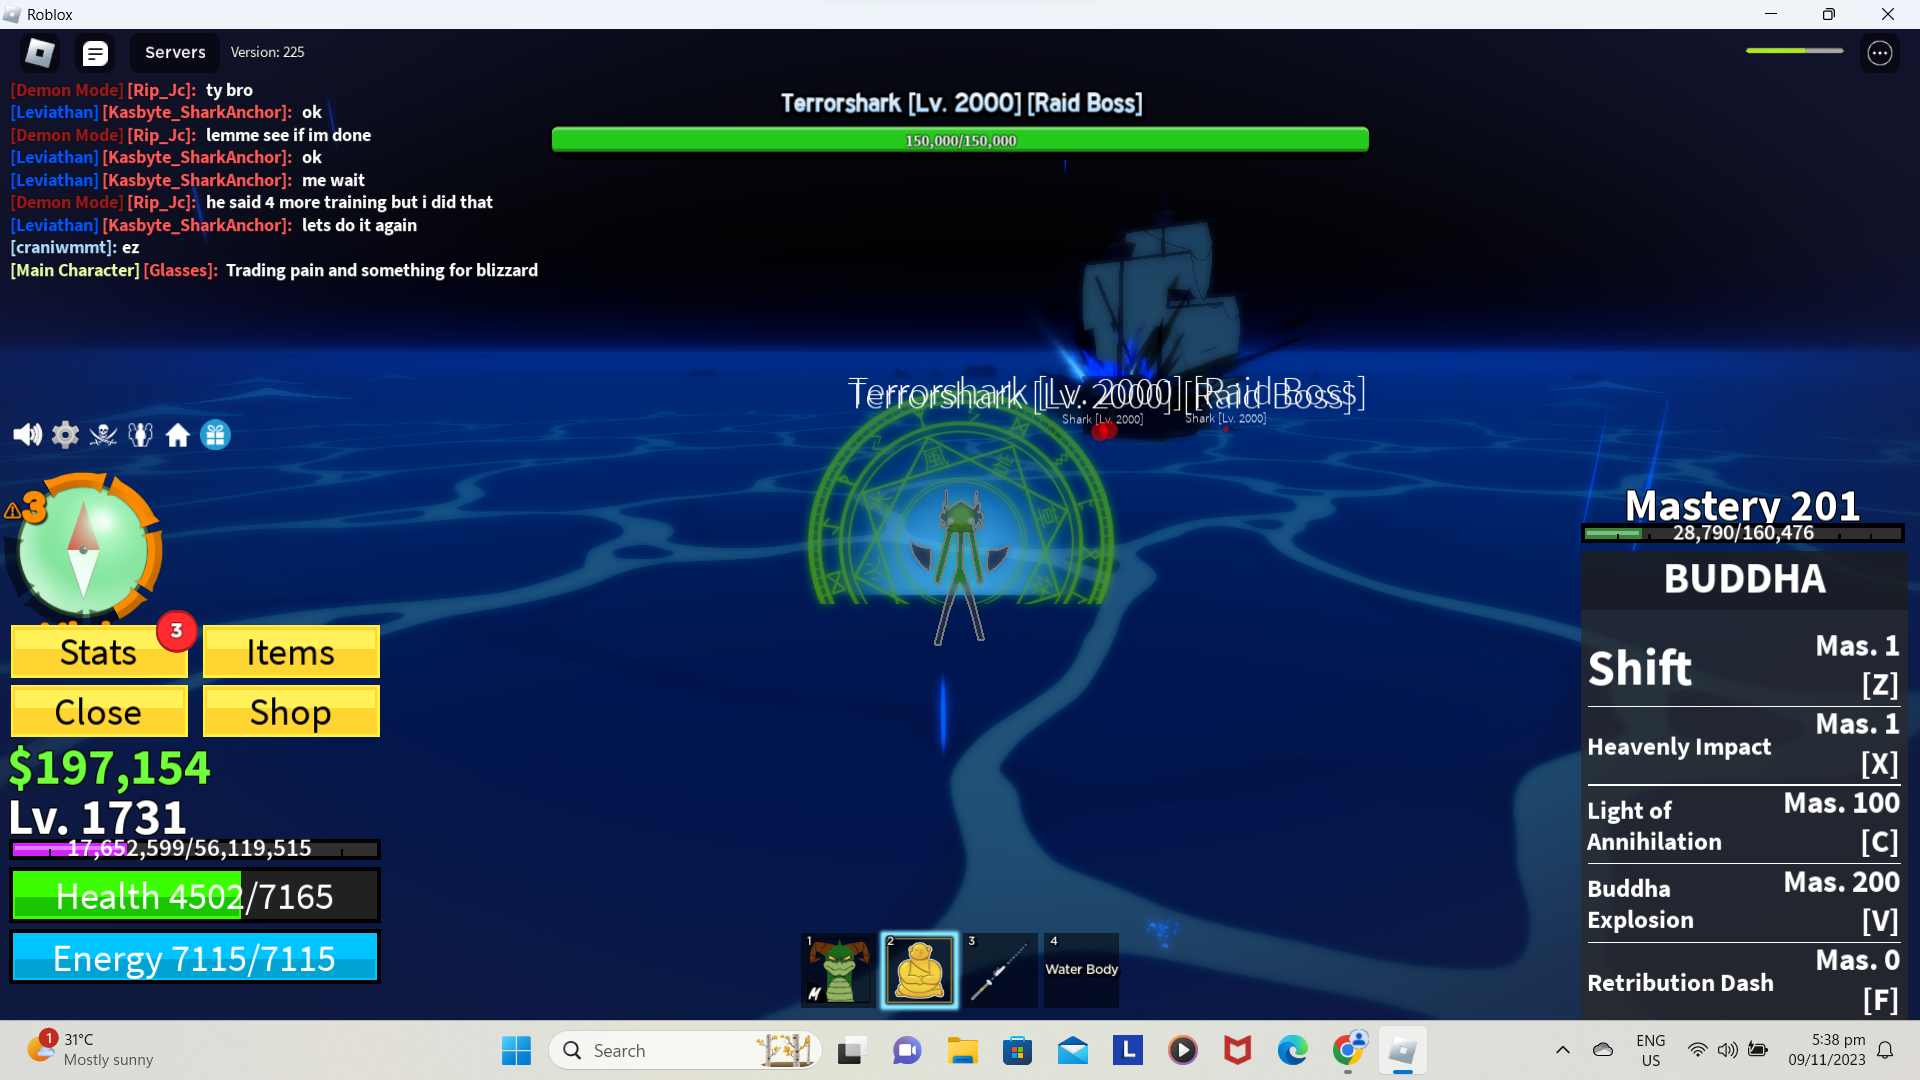 Roblox
Servers Version: 225
[Demon Mode] [Rip_Jc]: ty bro
[Leviathan] [Kasbyte_SharkAnchor]: ok
[Demon Mode] [Rip_Jc]: lemme see if im done
[Leviathan] [Kasbyte_SharkAnchor]: ok
[Leviathan] [Kasbyte_SharkAnchor]: me wait
[Demon Mode] [Rip_Jc]: he said 4 more training but i did that
[Leviathan] [Kasbyte_SharkAnchor]: lets do it again
[craniwmmt]: ez
[Main Character] [Glasses]: Trading pain and something for blizzard
Terrorshark [Lv. 2000] [Raid Boss]
150,000/150,000
Terrorshark [Lv. 2000] [Raid Boss]
Terrorshark [Lv. 2000] [Raid Boss]
Shark [Lv. 2000] Shark [Lv. 2000]
3
3
Stats Items
Close Shop
$197,154
Lv. 1731
17,652,599/56,119,515
Health 4502/7165
Energy 7115/7115
1 2 3 4
M
Water Body
Mastery 201
28,790/160,476
BUDDHA
Shift Mas. 1 [Z]
Heavenly Impact Mas. 1 [X]
Light of Annihilation Mas. 100 [C]
Buddha Explosion Mas. 200 [V]
Retribution Dash Mas. 0 [F]
1
31°C
Mostly sunny
Search
L
ENG
US
5:38 pm
09/11/2023